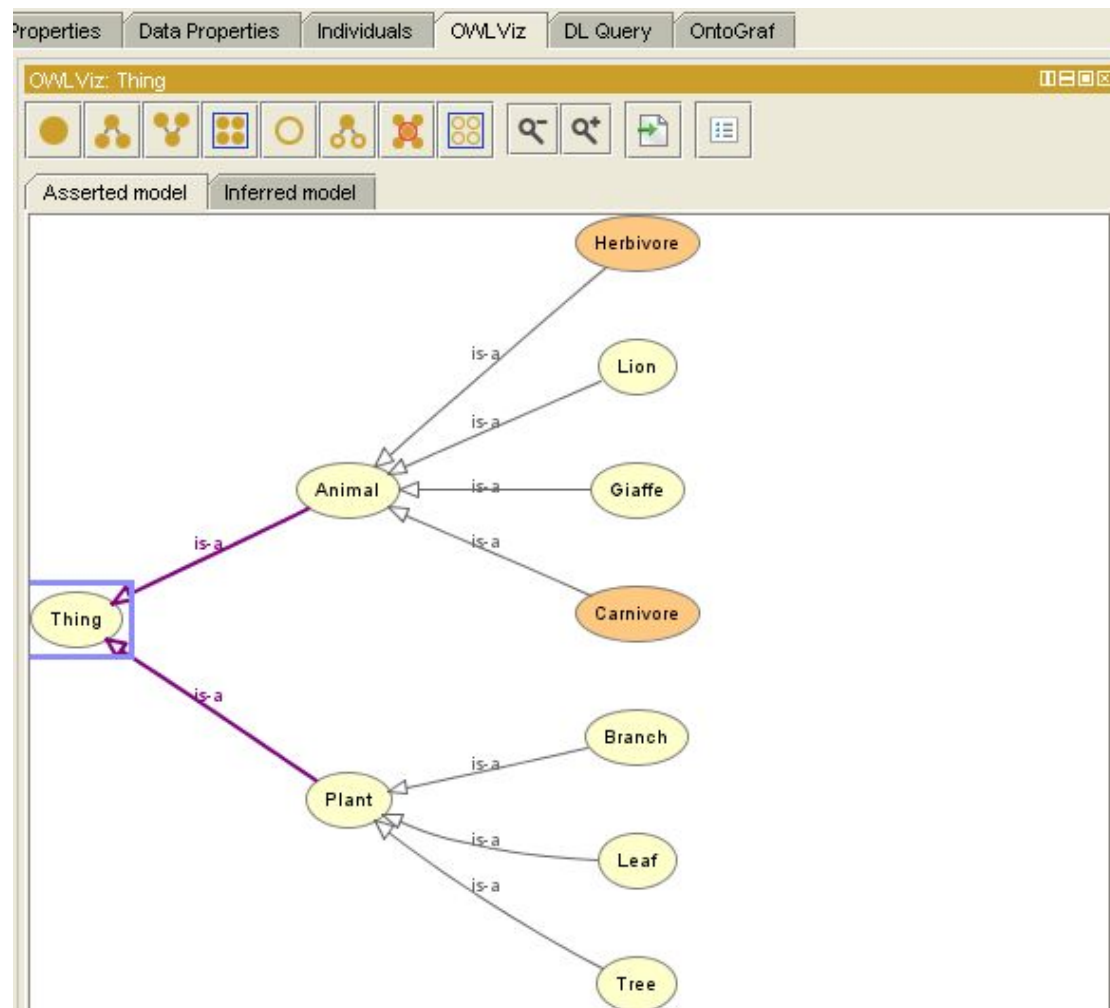 Properties Data Properties Individuals OWLViz DL Query OntoGraf
OWLViz: Thing
Asserted model Inferred model
Herbivore
is-a
Lion
is-a
Animal
is-a
Giaffe
is-a
is-a
Carnivore
Thing
is-a
Branch
is-a
Plant
is-a
Leaf
is-a
Tree